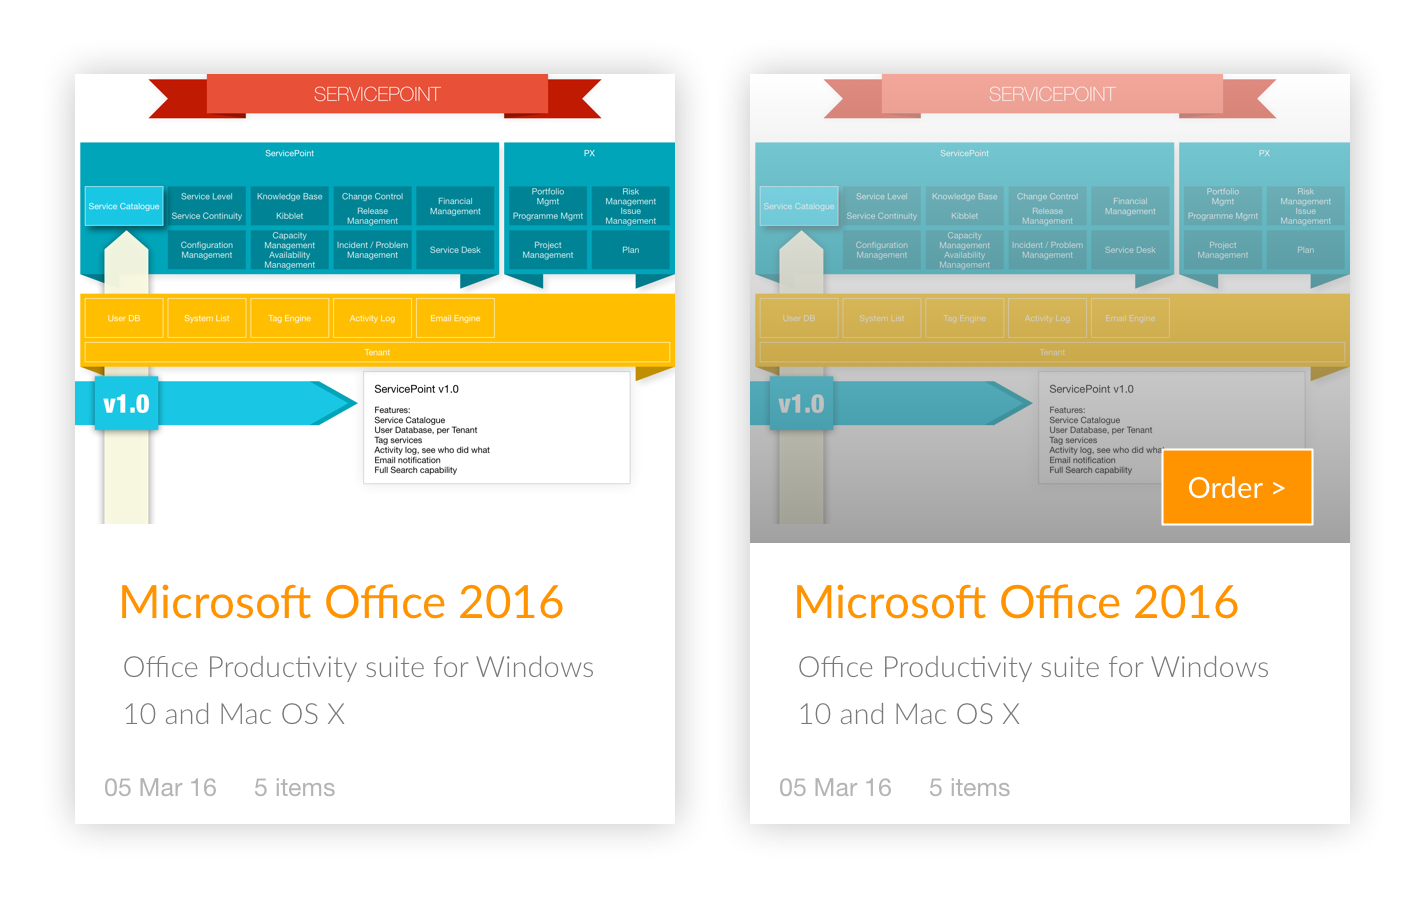 SERVICEPOINT
ServicePoint
PX
Service Catalogue
Service Level
Service Continuity
Knowledge Base
Kibblet
Change Control
Release
Management
Financial
Management
Portfolio
Mgmt
Programme Mgmt
Risk
Management
Issue
Management
Configuration
Management
Capacity
Management
Availability
Management
Incident / Problem
Management
Service Desk
Project
Management
Plan
User DB
System List
Tag Engine
Activity Log
Email Engine
Tenant
v1.0
ServicePoint v1.0
Features:
Service Catalogue
User Database, per Tenant
Tag services
Activity log, see who did what
Email notification
Full Search capability
Microsoft Office 2016
Office Productivity suite for Windows
10 and Mac OS X
05 Mar 16 5 items
SERVICEPOINT
ServicePoint
PX
Service Catalogue
Service Level
Service Continuity
Knowledge Base
Kibblet
Change Control
Release
Management
Financial
Management
Portfolio
Mgmt
Programme Mgmt
Risk
Management
Issue
Management
Configuration
Management
Capacity
Management
Availability
Management
Incident / Problem
Management
Service Desk
Project
Management
Plan
User DB
System List
Tag Engine
Activity Log
Email Engine
Tenant
v1.0
ServicePoint v1.0
Features:
Service Catalogue
User Database, per Tenant
Tag services
Activity log, see who did what
Email notification
Full Search capability
Order >
Microsoft Office 2016
Office Productivity suite for Windows
10 and Mac OS X
05 Mar 16 5 items